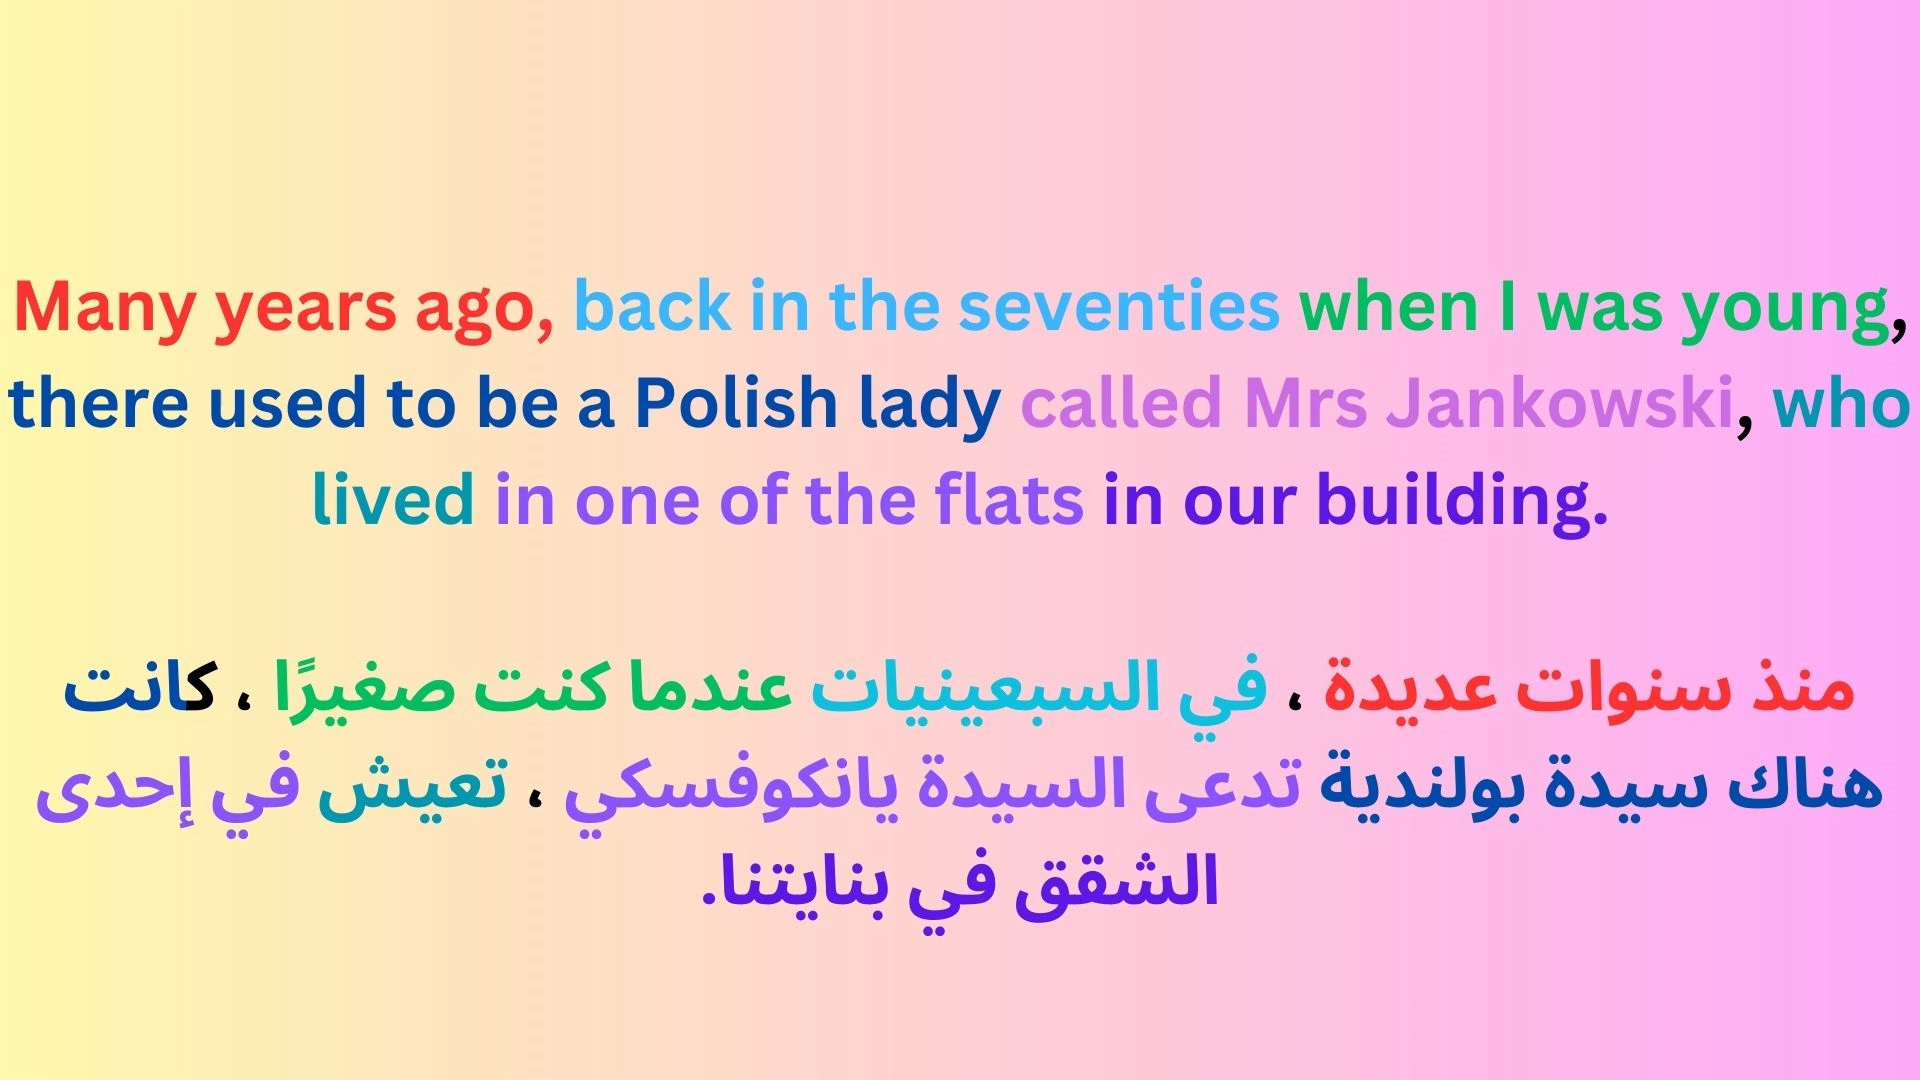 Many years ago, back in the seventies when I was young,
there used to be a Polish lady called Mrs Jankowski, who
lived in one of the flats in our building.
منذ سنوات عديدة ، في السبعينيات عندما كنت صغيرًا ، كانت
هناك سيدة بولندية تدعى السيدة يانكوفسكي ، تعيش في إحدى
الشقق في بنايتنا.